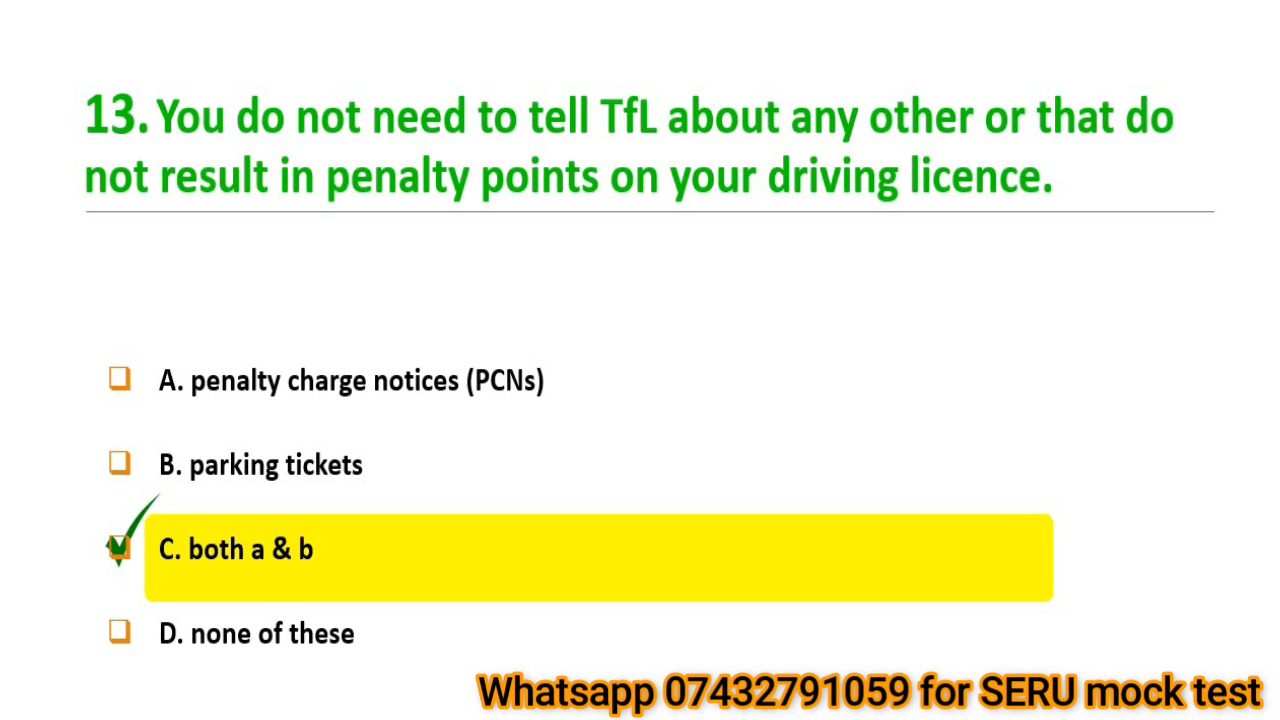 13. You do not need to tell TfL about any other or that do
not result in penalty points on your driving licence.
A. penalty charge notices (PCNs)
B. parking tickets
C. both a & b
D. none of these
Whatsapp 07432791059 for SERU mock test